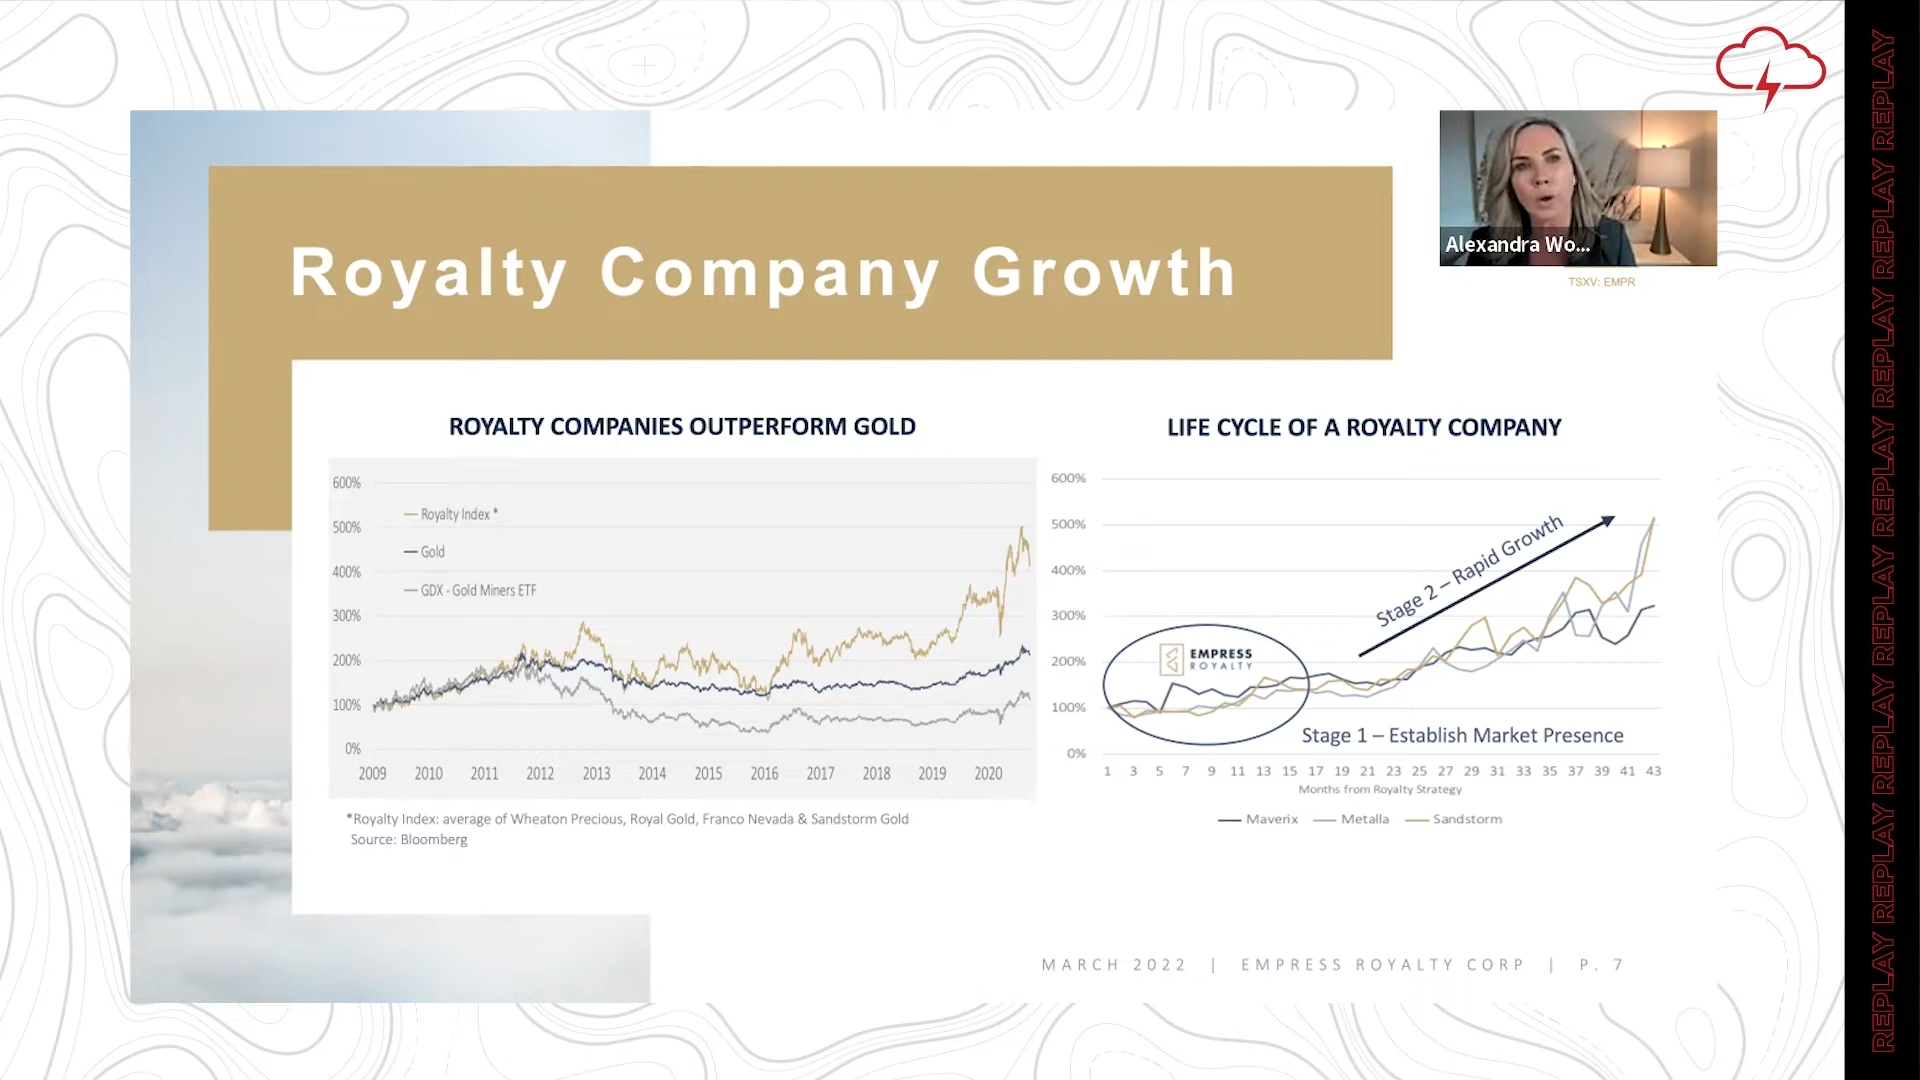 Royalty Company Growth
Alexandra Wo...
TSXV: EMPR
ROYALTY COMPANIES OUTPERFORM GOLD
600%
500%
400%
300%
200%
100%
0%
Royalty Index *
Gold
GDX - Gold Miners ETF
2009 2010 2011 2012 2013 2014 2015 2016 2017 2018 2019 2020
*Royalty Index: average of Wheaton Precious, Royal Gold, Franco Nevada & Sandstorm Gold
Source: Bloomberg
LIFE CYCLE OF A ROYALTY COMPANY
600%
500%
400%
300%
200%
100%
0%
Stage 2 – Rapid Growth
EMPRESS
ROYALTY
Stage 1 – Establish Market Presence
1 3 5 7 9 11 13 15 17 19 21 23 25 27 29 31 33 35 37 39 41 43
Months from Royalty Strategy
Maverix Metalla Sandstorm
MARCH 2022 | EMPRESS ROYALTY CORP | P. 7
REPLAY REPLAY REPLAY REPLAY REPLAY REPLAY REPLAY REPLAY